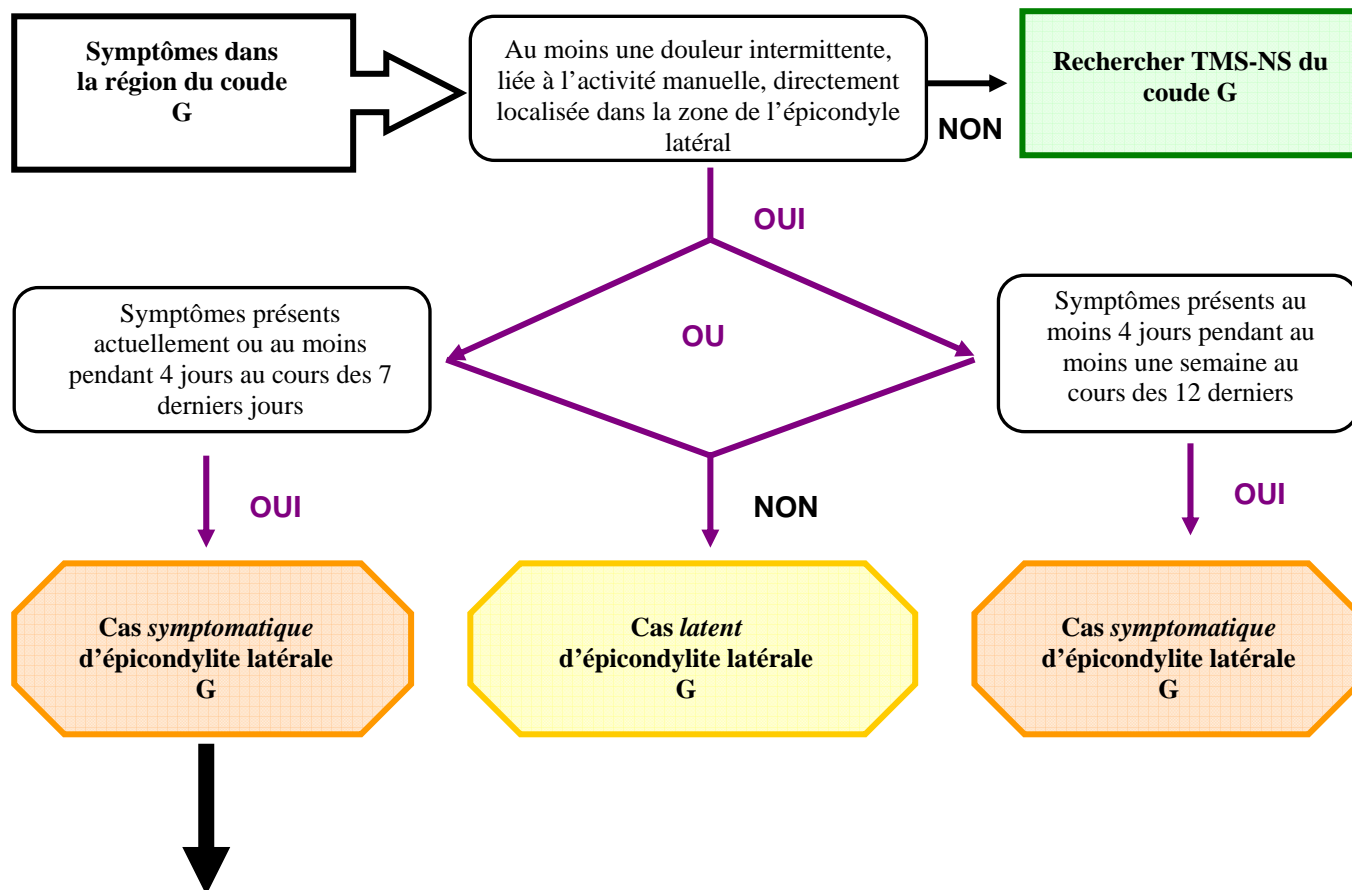 Symptômes dans
la région du coude
G
Au moins une douleur intermittente,
liée à l’activité manuelle, directement
localisée dans la zone de l’épicondyle
latéral
NON
Rechercher TMS-NS du
coude G
OUI
Symptômes présents
actuellement ou au moins
pendant 4 jours au cours des 7
derniers jours
OU
Symptômes présents au
moins 4 jours pendant au
moins une semaine au
cours des 12 derniers
OUI
NON
OUI
Cas symptomatique
d’épicondylite latérale
G
Cas latent
d’épicondylite latérale
G
Cas symptomatique
d’épicondylite latérale
G